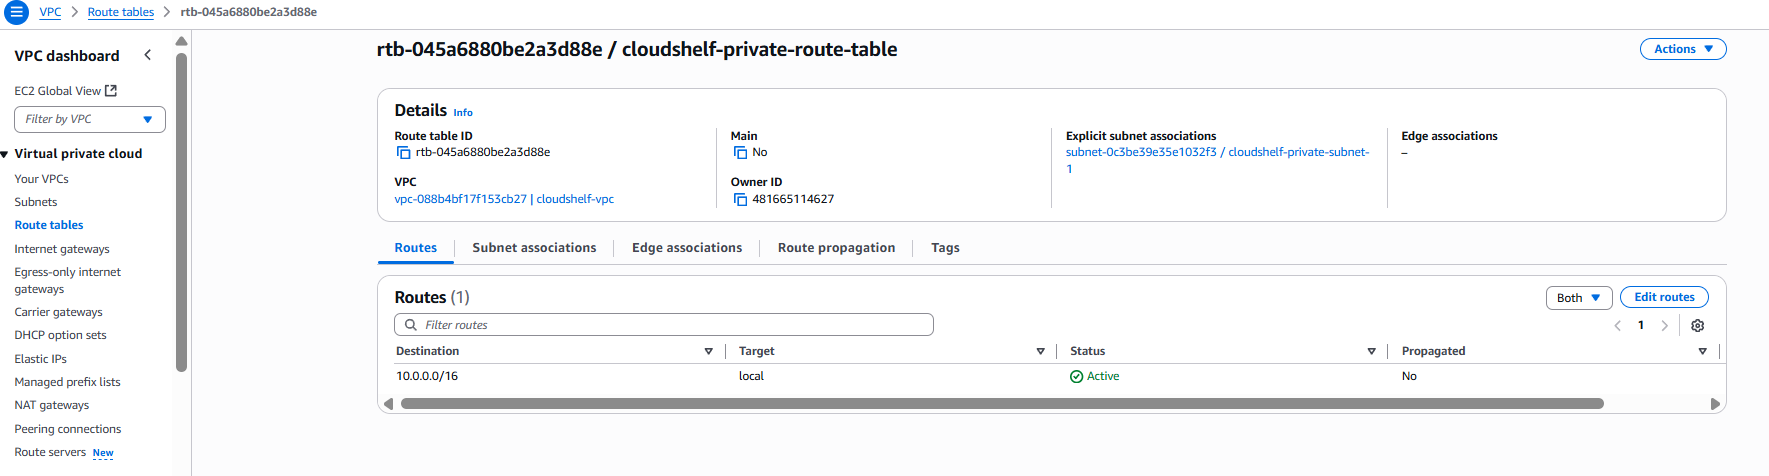 VPC > Route tables > rtb-045a6880be2a3d88e
VPC dashboard
EC2 Global View
Filter by VPC
Virtual private cloud
Your VPCs
Subnets
Route tables
Internet gateways
Egress-only internet
gateways
Carrier gateways
DHCP option sets
Elastic IPs
Managed prefix lists
NAT gateways
Peering connections
Route servers New
rtb-045a6880be2a3d88e / cloudshelf-private-route-table
Actions
Details Info
Route table ID
rtb-045a6880be2a3d88e
Main
No
Explicit subnet associations
subnet-0c3be39e35e1032f3 / cloudshelf-private-subnet-
1
Edge associations
–
VPC
vpc-088b4bf17f153cb27 | cloudshelf-vpc
Owner ID
481665114627
Routes Subnet associations Edge associations Route propagation Tags
Routes (1)
Both Edit routes
Filter routes
1
Destination Target Status Propagated
10.0.0.0/16 local Active No